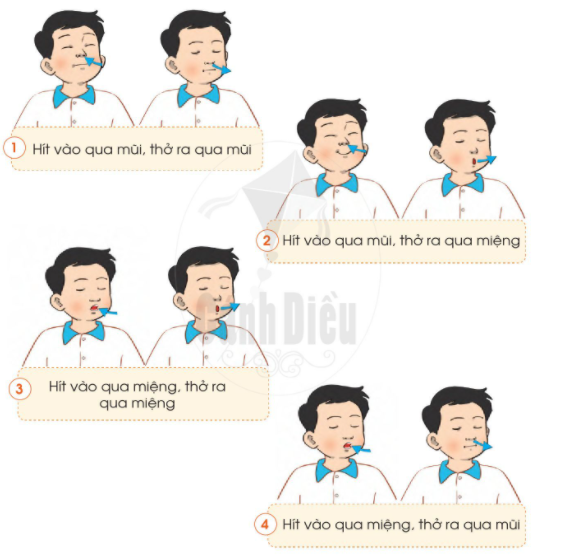 1 Hít vào qua mũi, thở ra qua mũi
2 Hít vào qua mũi, thở ra qua miệng
Cánh Diều
3 Hít vào qua miệng, thở ra
qua miệng
4 Hít vào qua miệng, thở ra qua mũi